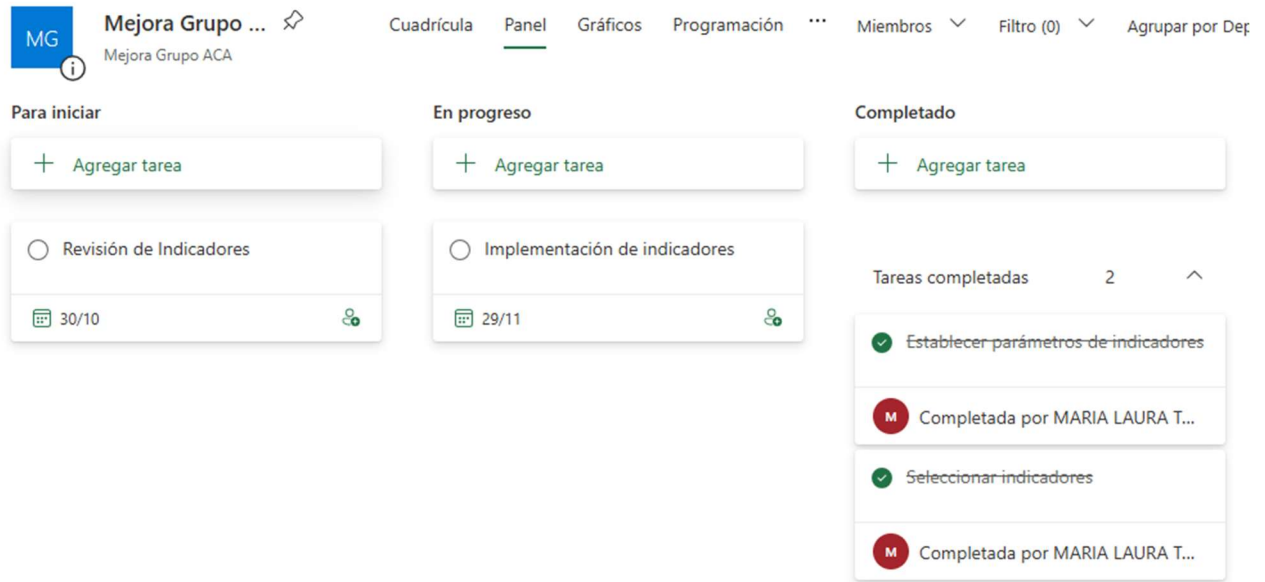 MG
Mejora Grupo ...
Mejora Grupo ACA
Cuadrícula Panel Gráficos Programación ... Miembros Filtro (0) Agrupar por Dep
Para iniciar
Agregar tarea
Revisión de Indicadores
30/10
En progreso
Agregar tarea
Implementación de indicadores
29/11
Completado
Agregar tarea
Tareas completadas 2
Establecer parámetros de indicadores
M Completada por MARIA LAURA T...
Seleccionar indicadores
M Completada por MARIA LAURA T...